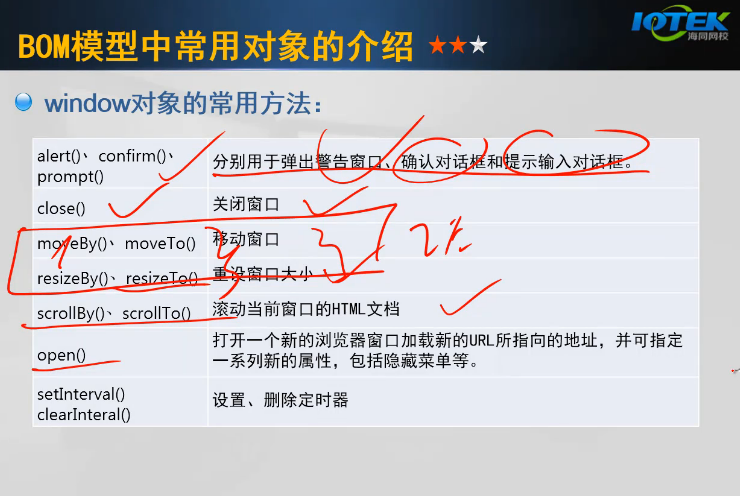 IOTEK
海同网校
BOM模型中常用对象的介绍
window对象的常用方法：
alert()、confirm()、
prompt()
分别用于弹出警告窗口、确认对话框和提示输入对话框。
close()
关闭窗口
moveBy()、moveTo()
移动窗口
resizeBy()、resizeTo()
重设窗口大小
scrollBy()、scrollTo()
滚动当前窗口的HTML文档
open()
打开一个新的浏览器窗口加载新的URL所指向的地址，并可指定
一系列新的属性，包括隐藏菜单等。
setInterval()
clearInteral()
设置、删除定时器